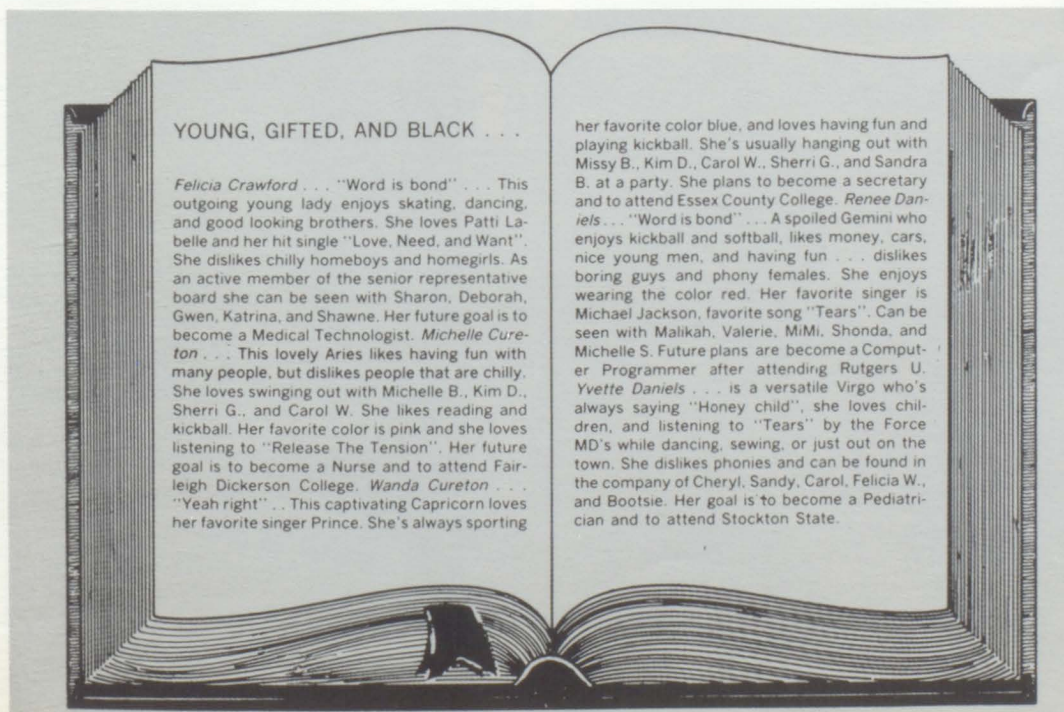 YOUNG, GIFTED, AND BLACK . . .
Felicia Crawford . . . "Word is bond" . . . This
outgoing young lady enjoys skating, dancing,
and good looking brothers. She loves Patti La-
belle and her hit single "Love, Need, and Want".
She dislikes chilly homeboys and homegirls. As
an active member of the senior representative
board she can be seen with Sharon, Deborah,
Gwen, Katrina, and Shawne. Her future goal is to
become a Medical Technologist. Michelle Cure-
ton . . . This lovely Aries likes having fun with
many people, but dislikes people that are chilly.
She loves swinging out with Michelle B., Kim D.,
Sherri G., and Carol W. She likes reading and
kickball. Her favorite color is pink and she loves
listening to "Release The Tension". Her future
goal is to become a Nurse and to attend Fair-
leigh Dickerson College. Wanda Cureton . . .
"Yeah right" . . This captivating Capricorn loves
her favorite singer Prince. She's always sporting
her favorite color blue, and loves having fun and
playing kickball. She's usually hanging out with
Missy B., Kim D., Carol W., Sherri G., and Sandra
B. at a party. She plans to become a secretary
and to attend Essex County College. Renee Dan-
iels . . . "Word is bond" . . . A spoiled Gemini who
enjoys kickball and softball, likes money, cars,
nice young men, and having fun . . . dislikes
boring guys and phony females. She enjoys
wearing the color red. Her favorite singer is
Michael Jackson, favorite song "Tears". Can be
seen with Malikah, Valerie, MiMi, Shonda, and
Michelle S. Future plans are become a Comput-
er Programmer after attending Rutgers U.
Yvette Daniels . . . is a versatile Virgo who's
always saying "Honey child", she loves chil-
dren, and listening to "Tears" by the Force
MD's while dancing, sewing, or just out on the
town. She dislikes phonies and can be found in
the company of Cheryl, Sandy, Carol, Felicia W.,
and Bootsie. Her goal is to become a Pediatri-
cian and to attend Stockton State.